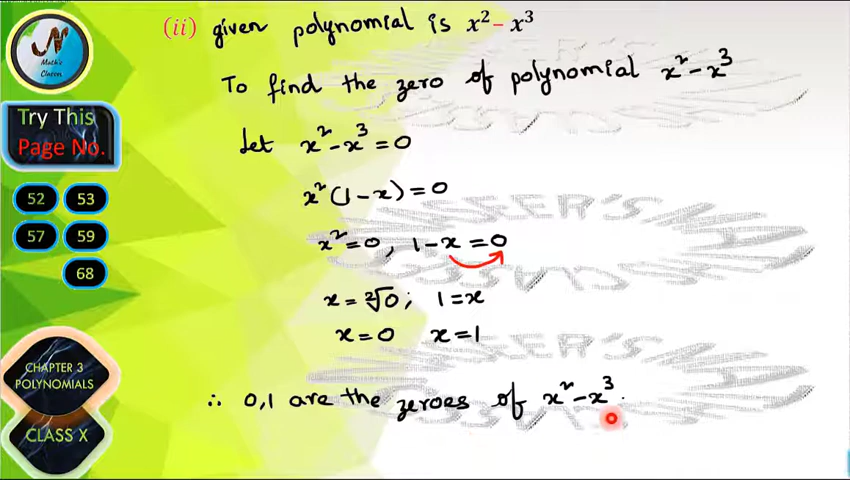 (ii) given polynomial is x² - x³
To find the zero of polynomial x² - x³
Let x² - x³ = 0
x² (1 - x) = 0
x² = 0, 1 - x = 0
x = ²√0; 1 = x
x = 0 x = 1
∴ 0,1 are the zeroes of x² - x³.
N
Math's
Try This
Page No.
52 53
57 59
68
CHAPTER 3
POLYNOMIALS
CLASS X